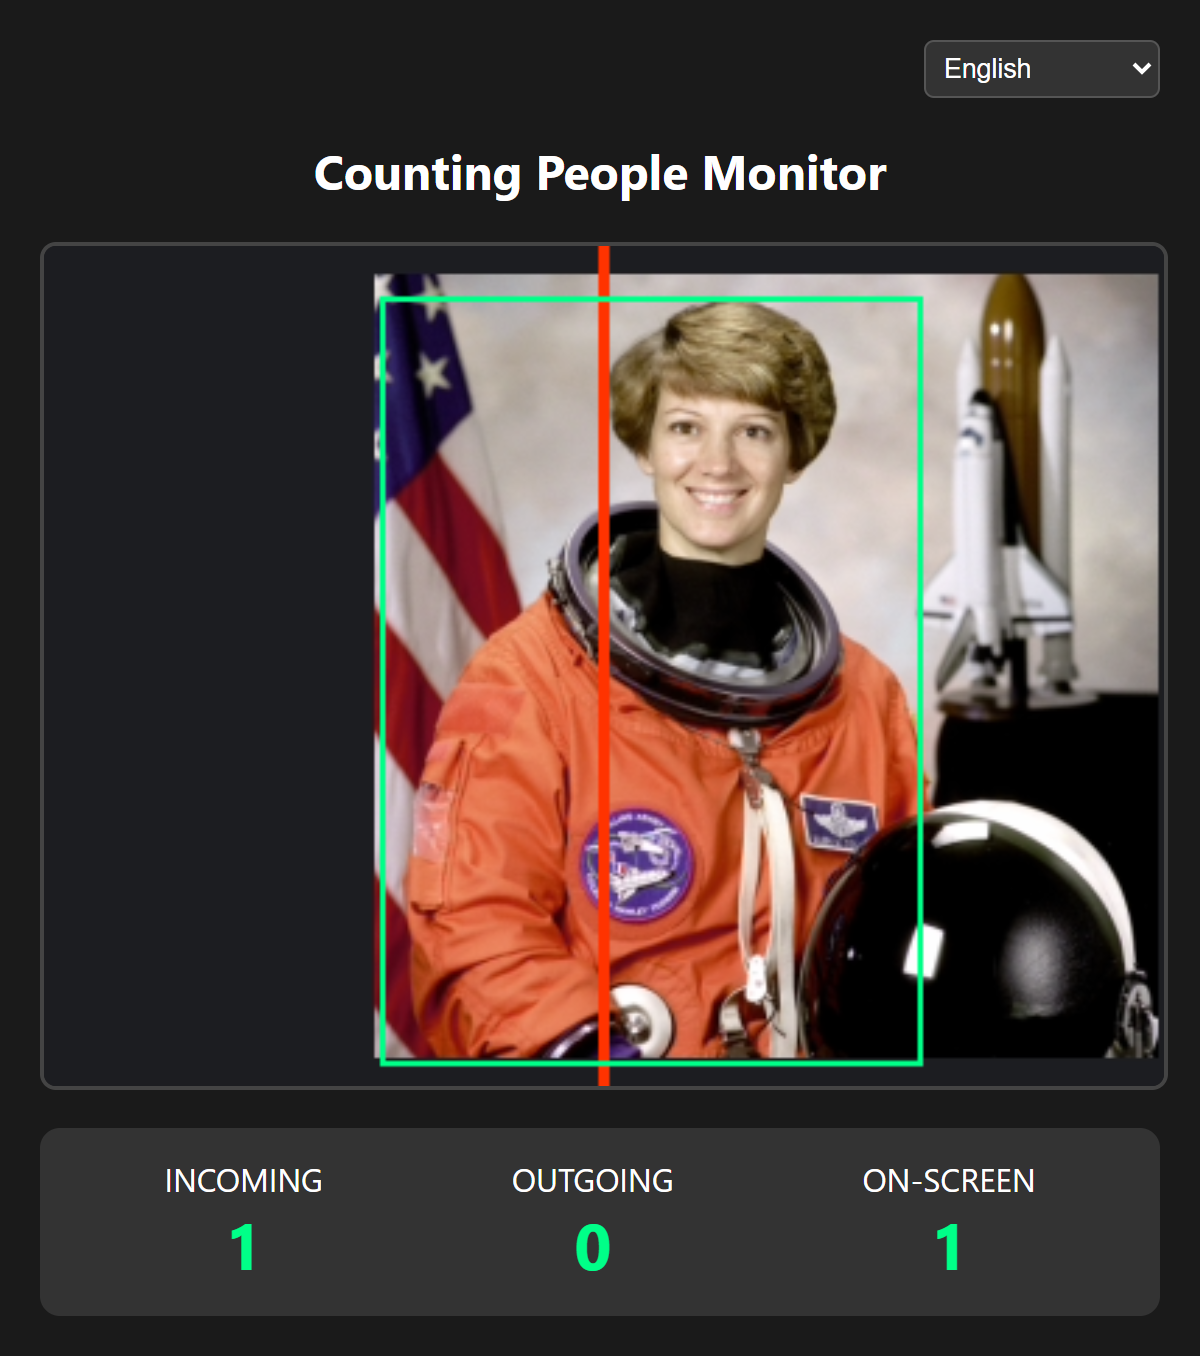 English
Counting People Monitor
INCOMING
OUTGOING
ON-SCREEN
1
0
1